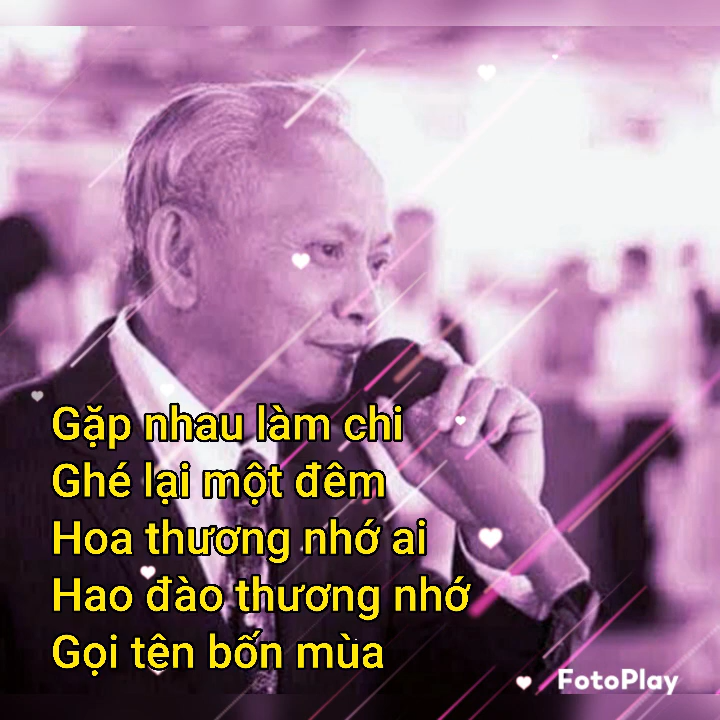 Gặp nhau làm chi
Ghé lại một đêm
Hoa thương nhớ ai
Hao đào thương nhớ
Gọi tên bốn mùa
FotoPlay